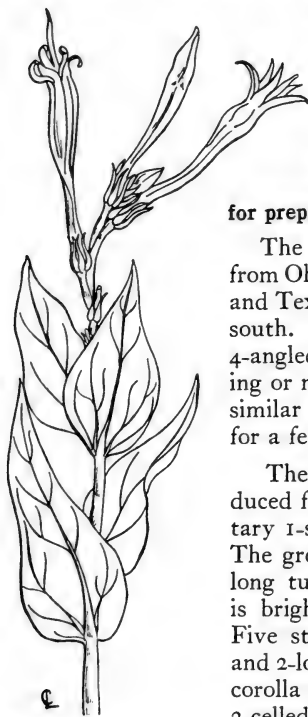 for prep
The
from Oh
and Tex
south.
4-angled
ing or r
similar
for a fe
The
duced f
tary 1-s
The gro
long tu
is brigh
Five st
and 2-lo
corolla
2-celled